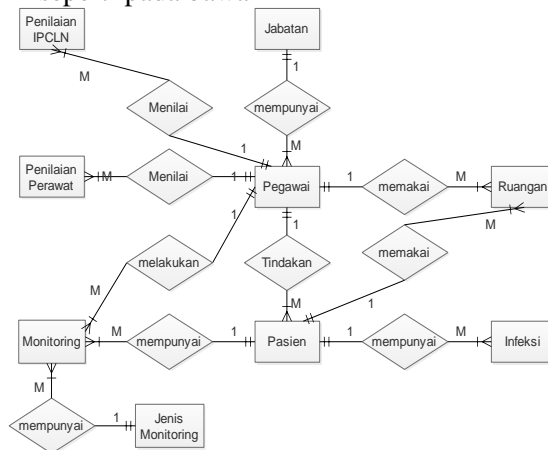 Penilaian
IPCLN
Jabatan
M
1
Menilai
mempunyai
1
M
Penilaian
Perawat
M
Menilai
1
Pegawai
1
memakai
M
Ruangan
1
1
M
melakukan
Tindakan
memakai
M
M
1
Monitoring
M
mempunyai
1
Pasien
1
mempunyai
M
Infeksi
M
mempunyai
1
Jenis
Monitoring